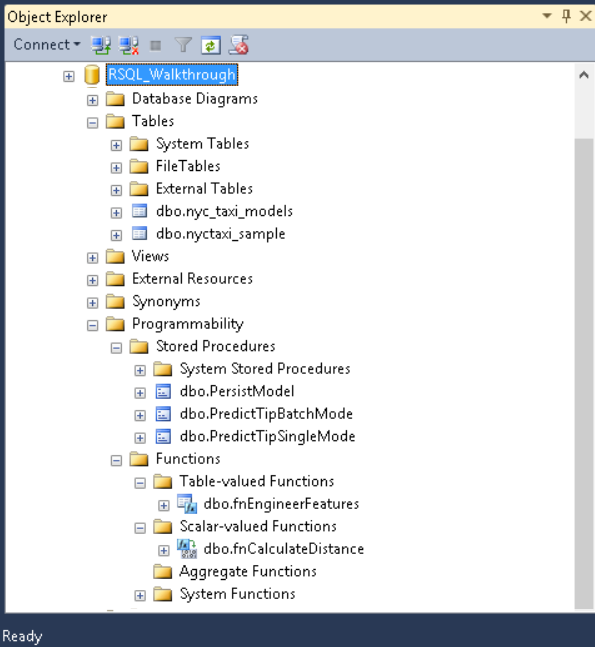 Object Explorer
Connect
RSQL_Walkthrough
Database Diagrams
Tables
System Tables
FileTables
External Tables
dbo.nyc_taxi_models
dbo.nyctaxi_sample
Views
External Resources
Synonyms
Programmability
Stored Procedures
System Stored Procedures
dbo.PersistModel
dbo.PredictTipBatchMode
dbo.PredictTipSingleMode
Functions
Table-valued Functions
dbo.fnEngineerFeatures
Scalar-valued Functions
dbo.fnCalculateDistance
Aggregate Functions
System Functions
Ready